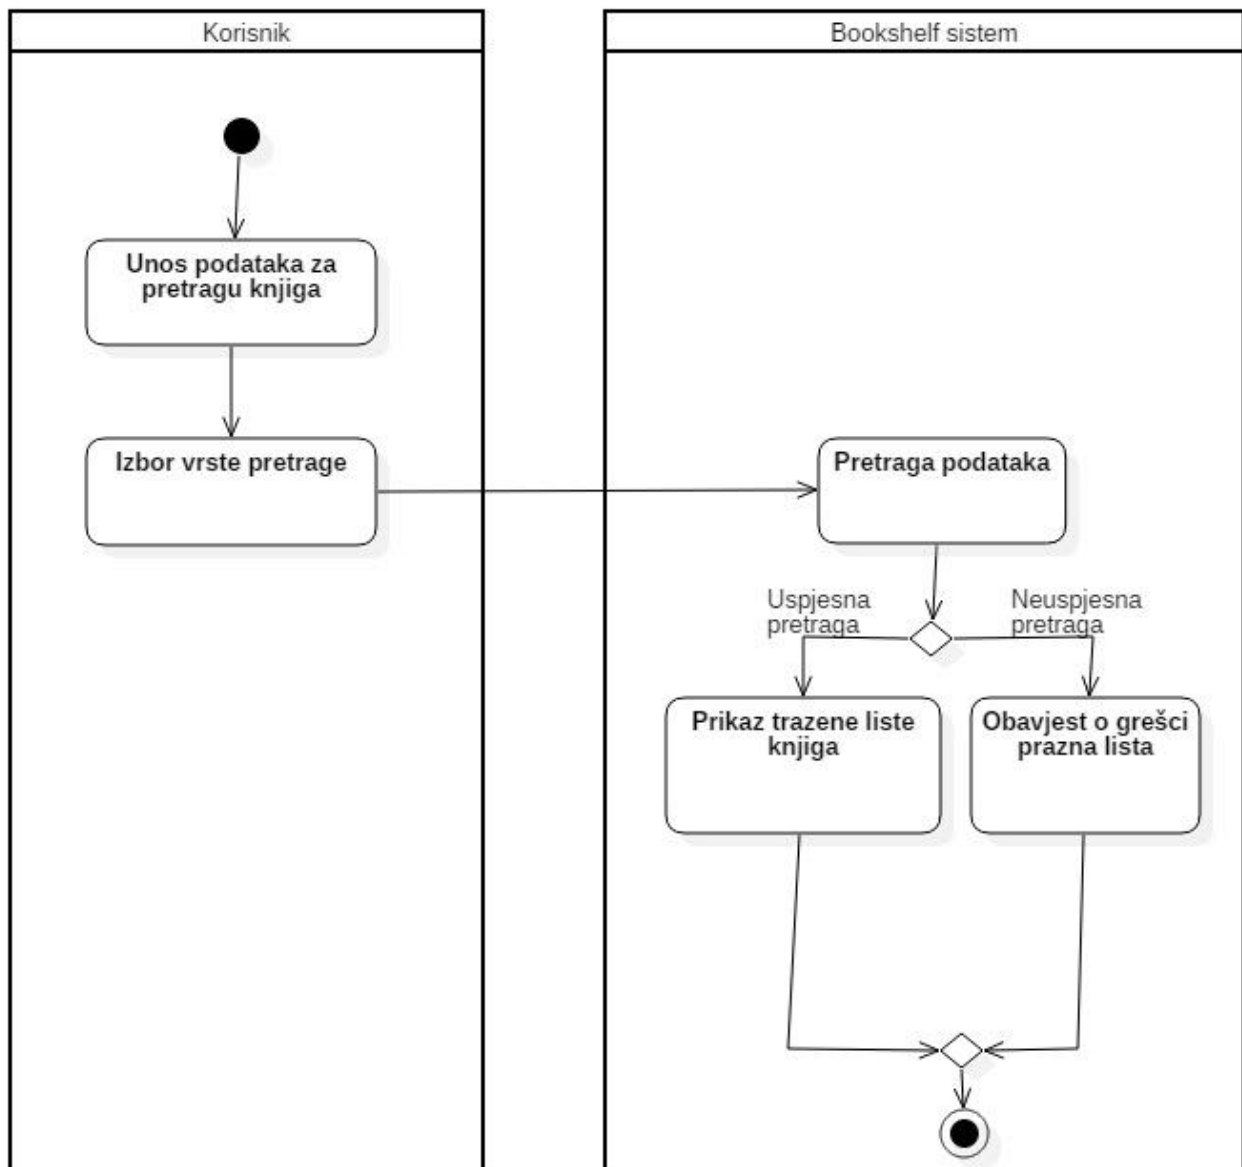 Korisnik
Bookshelf sistem
Unos podataka za
pretragu knjiga
Izbor vrste pretrage
Pretraga podataka
Uspjesna
pretraga
Neuspjesna
pretraga
Prikaz trazene liste
knjiga
Obavjest o grešci
prazna lista